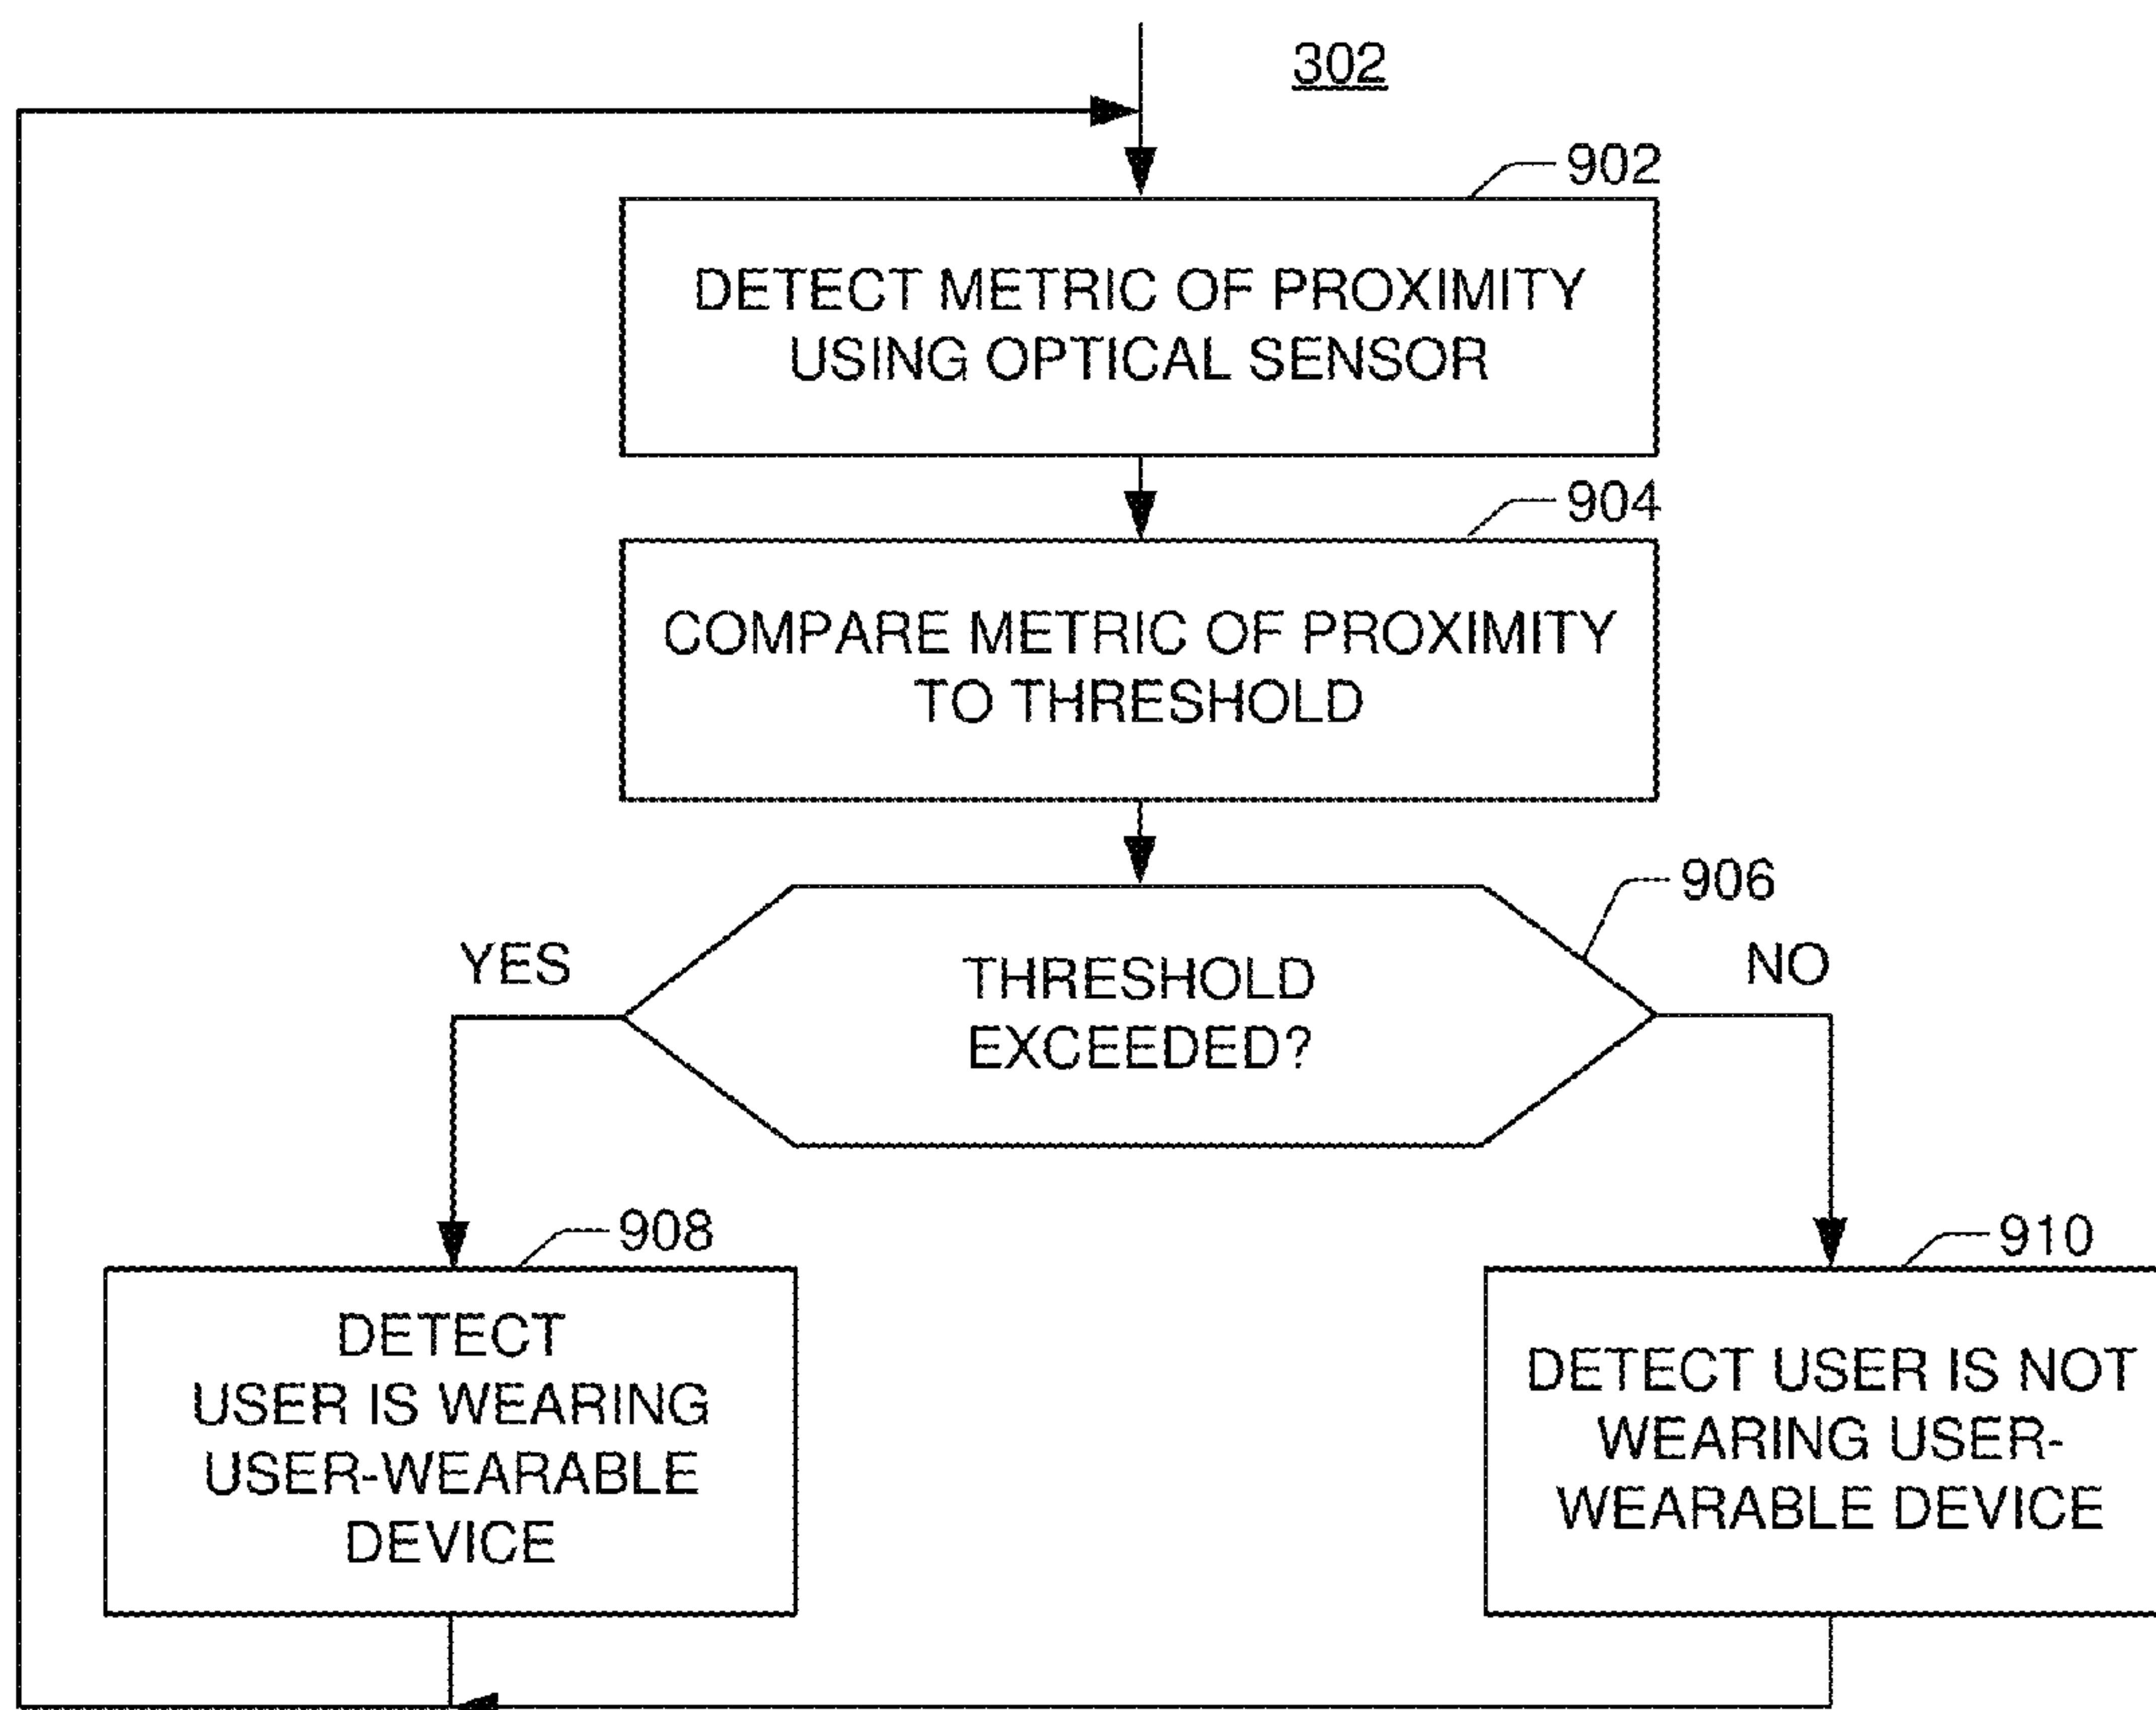 302
902
DETECT METRIC OF PROXIMITY
USING OPTICAL SENSOR
904
COMPARE METRIC OF PROXIMITY
TO THRESHOLD
906
YES
NO
THRESHOLD
EXCEEDED?
908
910
DETECT
USER IS WEARING
USER-WEARABLE
DEVICE
DETECT USER IS NOT
WEARING USER-
WEARABLE DEVICE